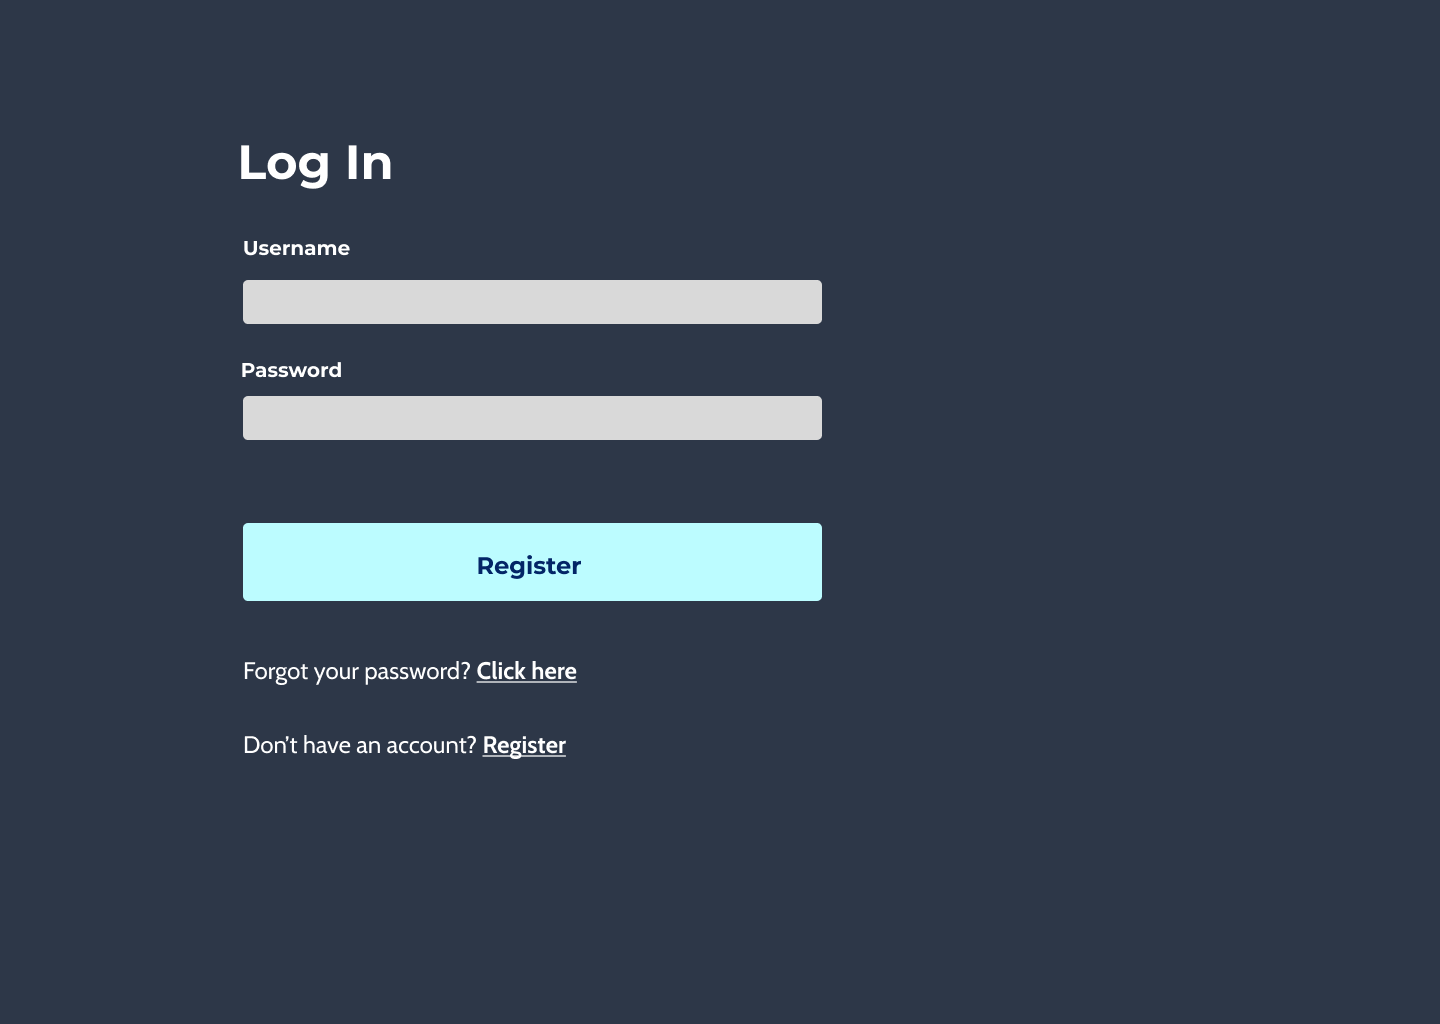 Log In
Username
Password
Register
Forgot your password? Click here
Don’t have an account? Register